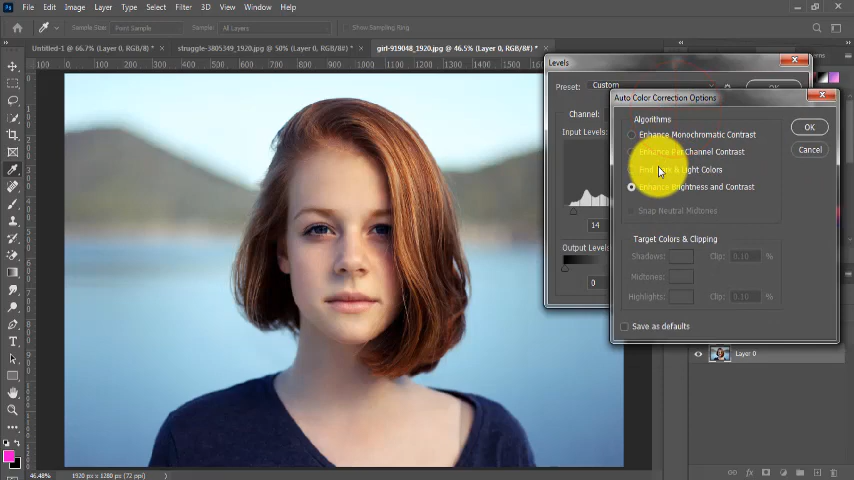 Ps File Edit Image Layer Type Select Filter 3D View Window Help
Sample Size: Point Sample Sample: All Layers Show Sampling Ring
Untitled-1 @ 66.7% (Layer 0, RGB/8) * × struggle-3805349_1920.jpg @ 50% (Layer 0, RGB/8#) * × girl-919048_1920.jpg @ 46.5% (Layer 0, RGB/8#) * ×
Levels
Preset: Custom OK
Channel:
Input Levels:
14
Output Levels:
0
Auto Color Correction Options
Algorithms
Enhance Monochromatic Contrast
Enhance Per Channel Contrast
Find Dark & Light Colors
Enhance Brightness and Contrast
Snap Neutral Midtones
OK
Cancel
Target Colors & Clipping
Shadows: Clip: 0.10 %
Midtones:
Highlights: Clip: 0.10 %
Save as defaults
Layer 0
46.48% 1920 px x 1280 px (72 ppi)